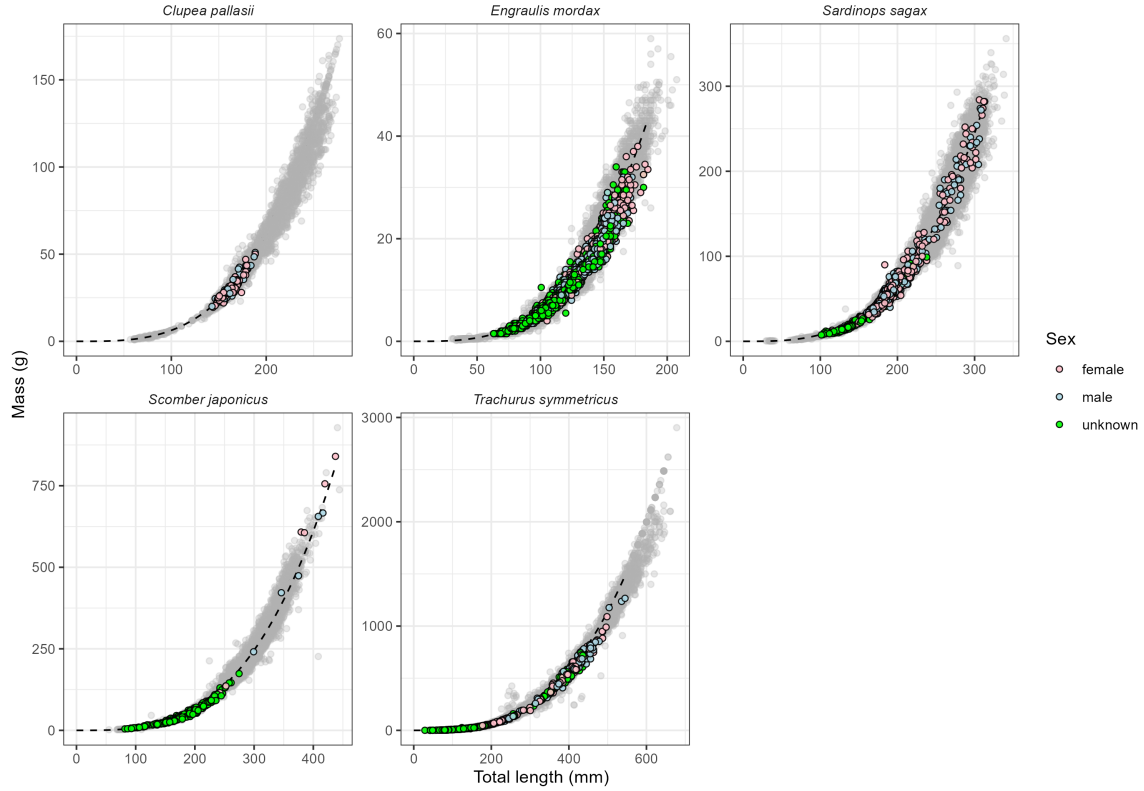 Clupea pallasii
Engraulis mordax
Sardinops sagax
150
100
50
0
60
40
20
0
300
200
100
0
0 100 200
0 50 100 150 200
0 100 200 300
Mass (g)
Sex
female
male
unknown
Scomber japonicus
Trachurus symmetricus
750
500
250
0
3000
2000
1000
0
0 100 200 300 400
0 200 400 600
Total length (mm)